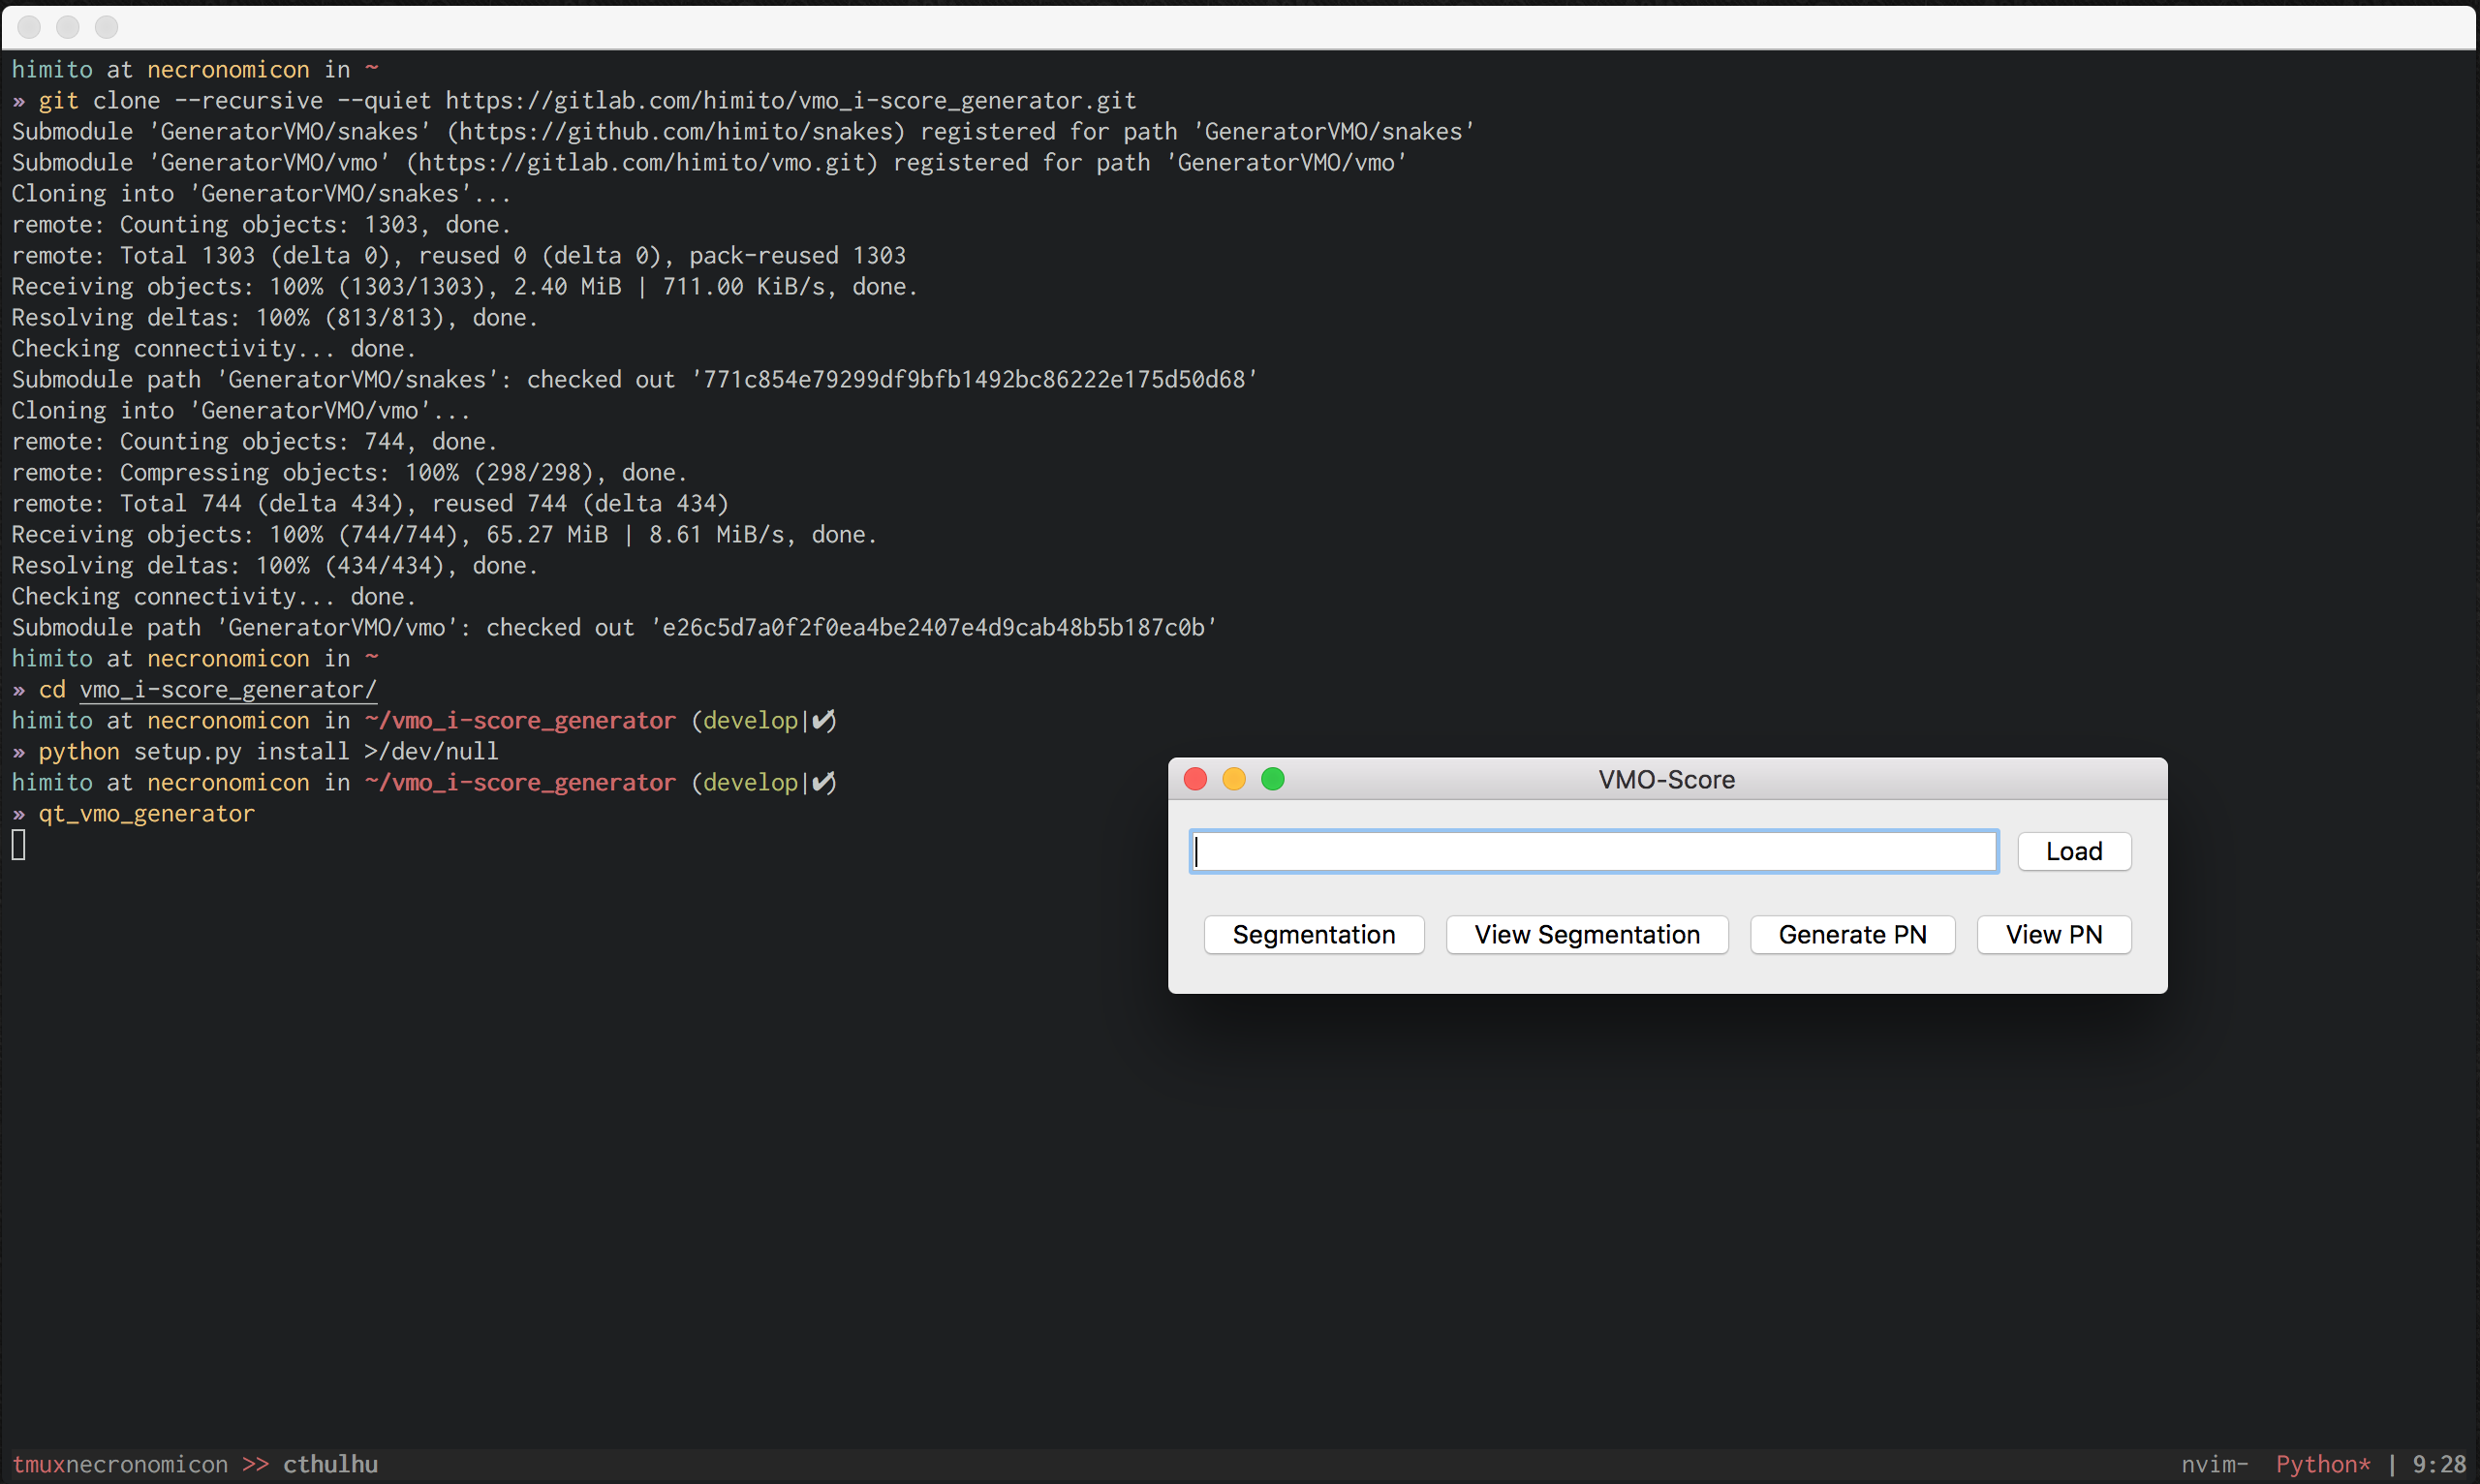 himito at necronomicon in ~
» git clone --recursive --quiet https://gitlab.com/himito/vmo_i-score_generator.git
Submodule 'GeneratorVMO/snakes' (https://github.com/himito/snakes) registered for path 'GeneratorVMO/snakes'
Submodule 'GeneratorVMO/vmo' (https://gitlab.com/himito/vmo.git) registered for path 'GeneratorVMO/vmo'
Cloning into 'GeneratorVMO/snakes'...
remote: Counting objects: 1303, done.
remote: Total 1303 (delta 0), reused 0 (delta 0), pack-reused 1303
Receiving objects: 100% (1303/1303), 2.40 MiB | 711.00 KiB/s, done.
Resolving deltas: 100% (813/813), done.
Checking connectivity... done.
Submodule path 'GeneratorVMO/snakes': checked out '771c854e79299df9bfb1492bc86222e175d50d68'
Cloning into 'GeneratorVMO/vmo'...
remote: Counting objects: 744, done.
remote: Compressing objects: 100% (298/298), done.
remote: Total 744 (delta 434), reused 744 (delta 434)
Receiving objects: 100% (744/744), 65.27 MiB | 8.61 MiB/s, done.
Resolving deltas: 100% (434/434), done.
Checking connectivity... done.
Submodule path 'GeneratorVMO/vmo': checked out 'e26c5d7a0f2f0ea4be2407e4d9cab48b5b187c0b'
himito at necronomicon in ~
» cd vmo_i-score_generator/
himito at necronomicon in ~/vmo_i-score_generator (develop|✔)
» python setup.py install >/dev/null
himito at necronomicon in ~/vmo_i-score_generator (develop|✔)
» qt_vmo_generator
VMO-Score
Load
Segmentation View Segmentation Generate PN View PN
tmuxnecronomicon >> cthulhu nvim- Python* | 9:28